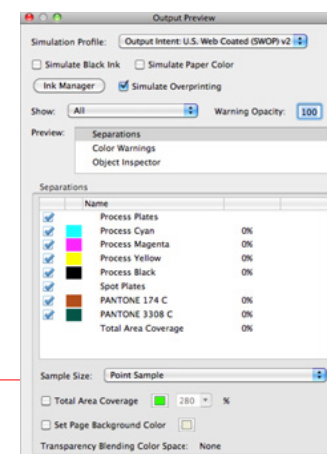 Output Preview
Simulation Profile: Output Intent: U.S. Web Coated (SWOP) v2
Simulate Black Ink Simulate Paper Color
Ink Manager Simulate Overprinting
Show: All Warning Opacity: 100
Preview: Separations
Color Warnings
Object Inspector
Separations
Name
Process Plates
Process Cyan 0%
Process Magenta 0%
Process Yellow 0%
Process Black 0%
Spot Plates
PANTONE 174 C 0%
PANTONE 3308 C 0%
Total Area Coverage 0%
Sample Size: Point Sample
Total Area Coverage 280 %
Set Page Background Color
Transparency Blending Color Space: None